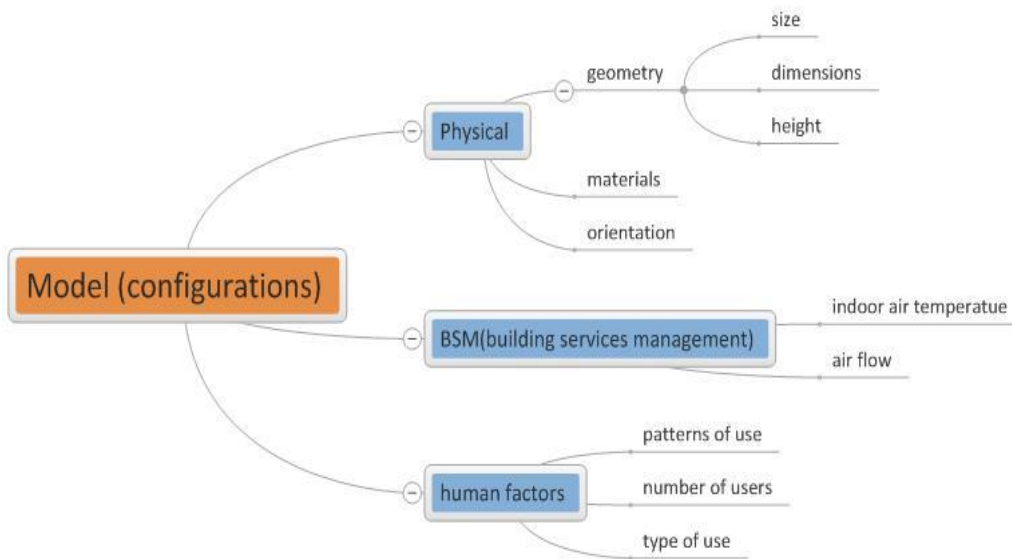 size
geometry
dimensions
Physical
height
materials
orientation
Model (configurations)
indoor air temperatue
BSM(building services management)
air flow
patterns of use
human factors
number of users
type of use